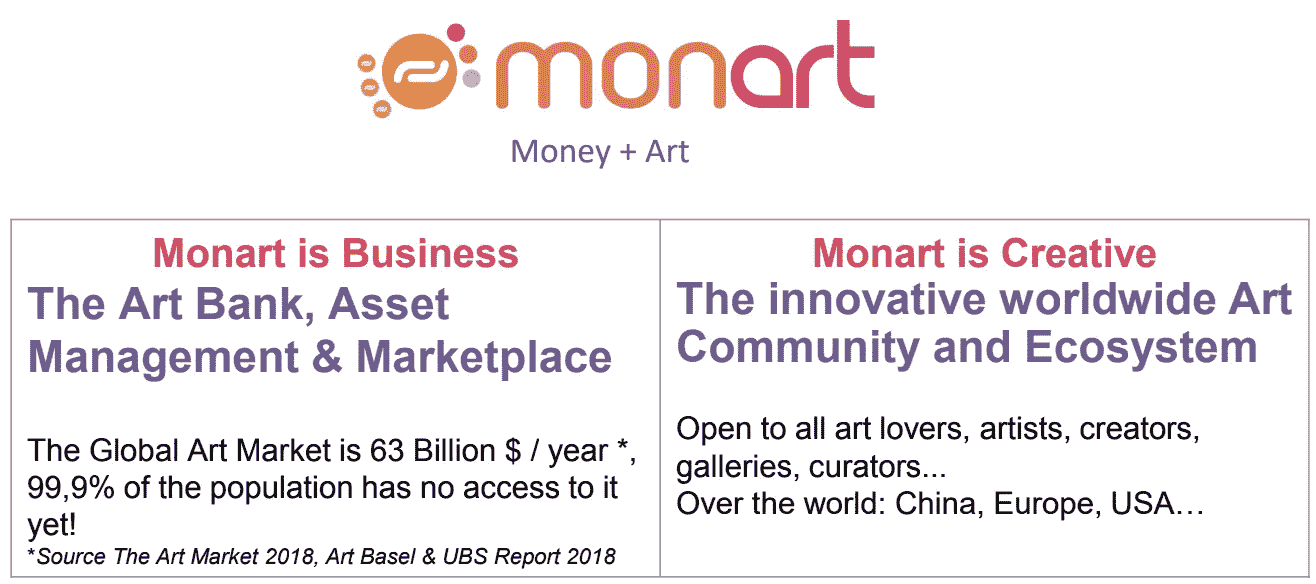 monart
Money + Art
Monart is Business
The Art Bank, Asset
Management & Marketplace
The Global Art Market is 63 Billion $ / year *,
99,9% of the population has no access to it
yet!
*Source The Art Market 2018, Art Basel & UBS Report 2018
Monart is Creative
The innovative worldwide Art
Community and Ecosystem
Open to all art lovers, artists, creators,
galleries, curators...
Over the world: China, Europe, USA…